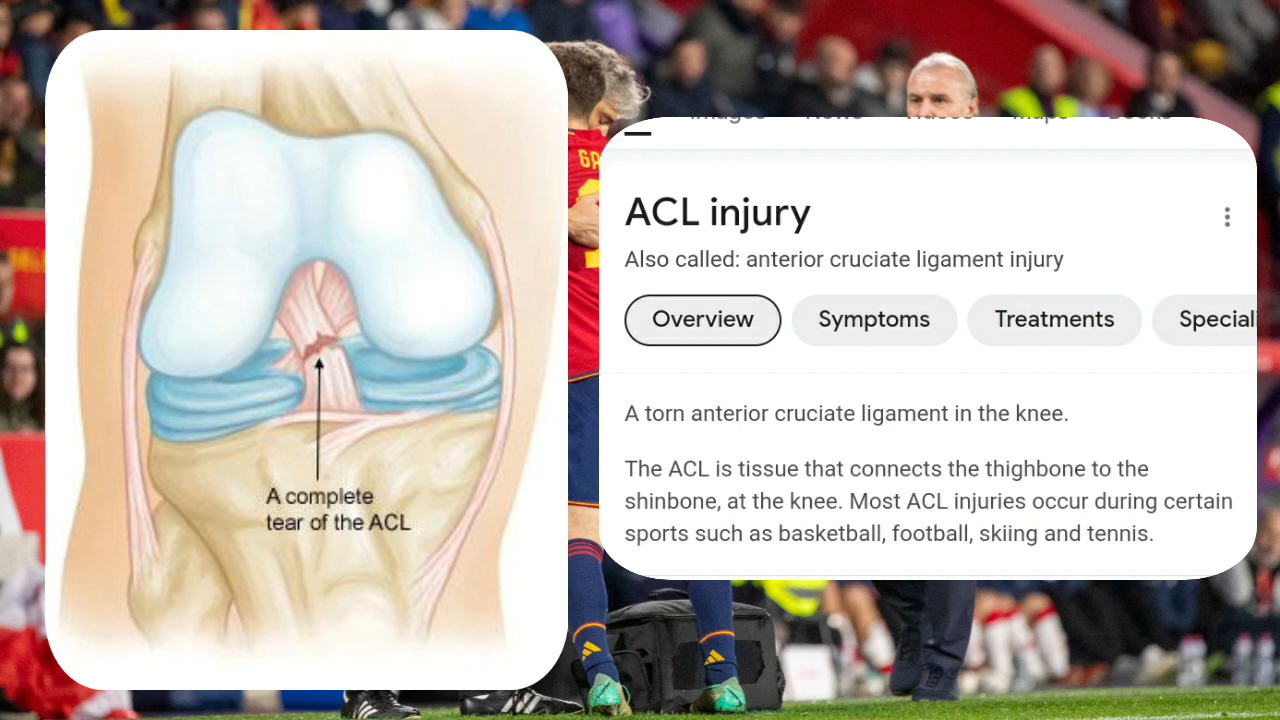 A complete
tear of the ACL
ACL injury
Also called: anterior cruciate ligament injury
Overview Symptoms Treatments
A torn anterior cruciate ligament in the knee.
The ACL is tissue that connects the thighbone to the
shinbone, at the knee. Most ACL injuries occur during certain
sports such as basketball, football, skiing and tennis.